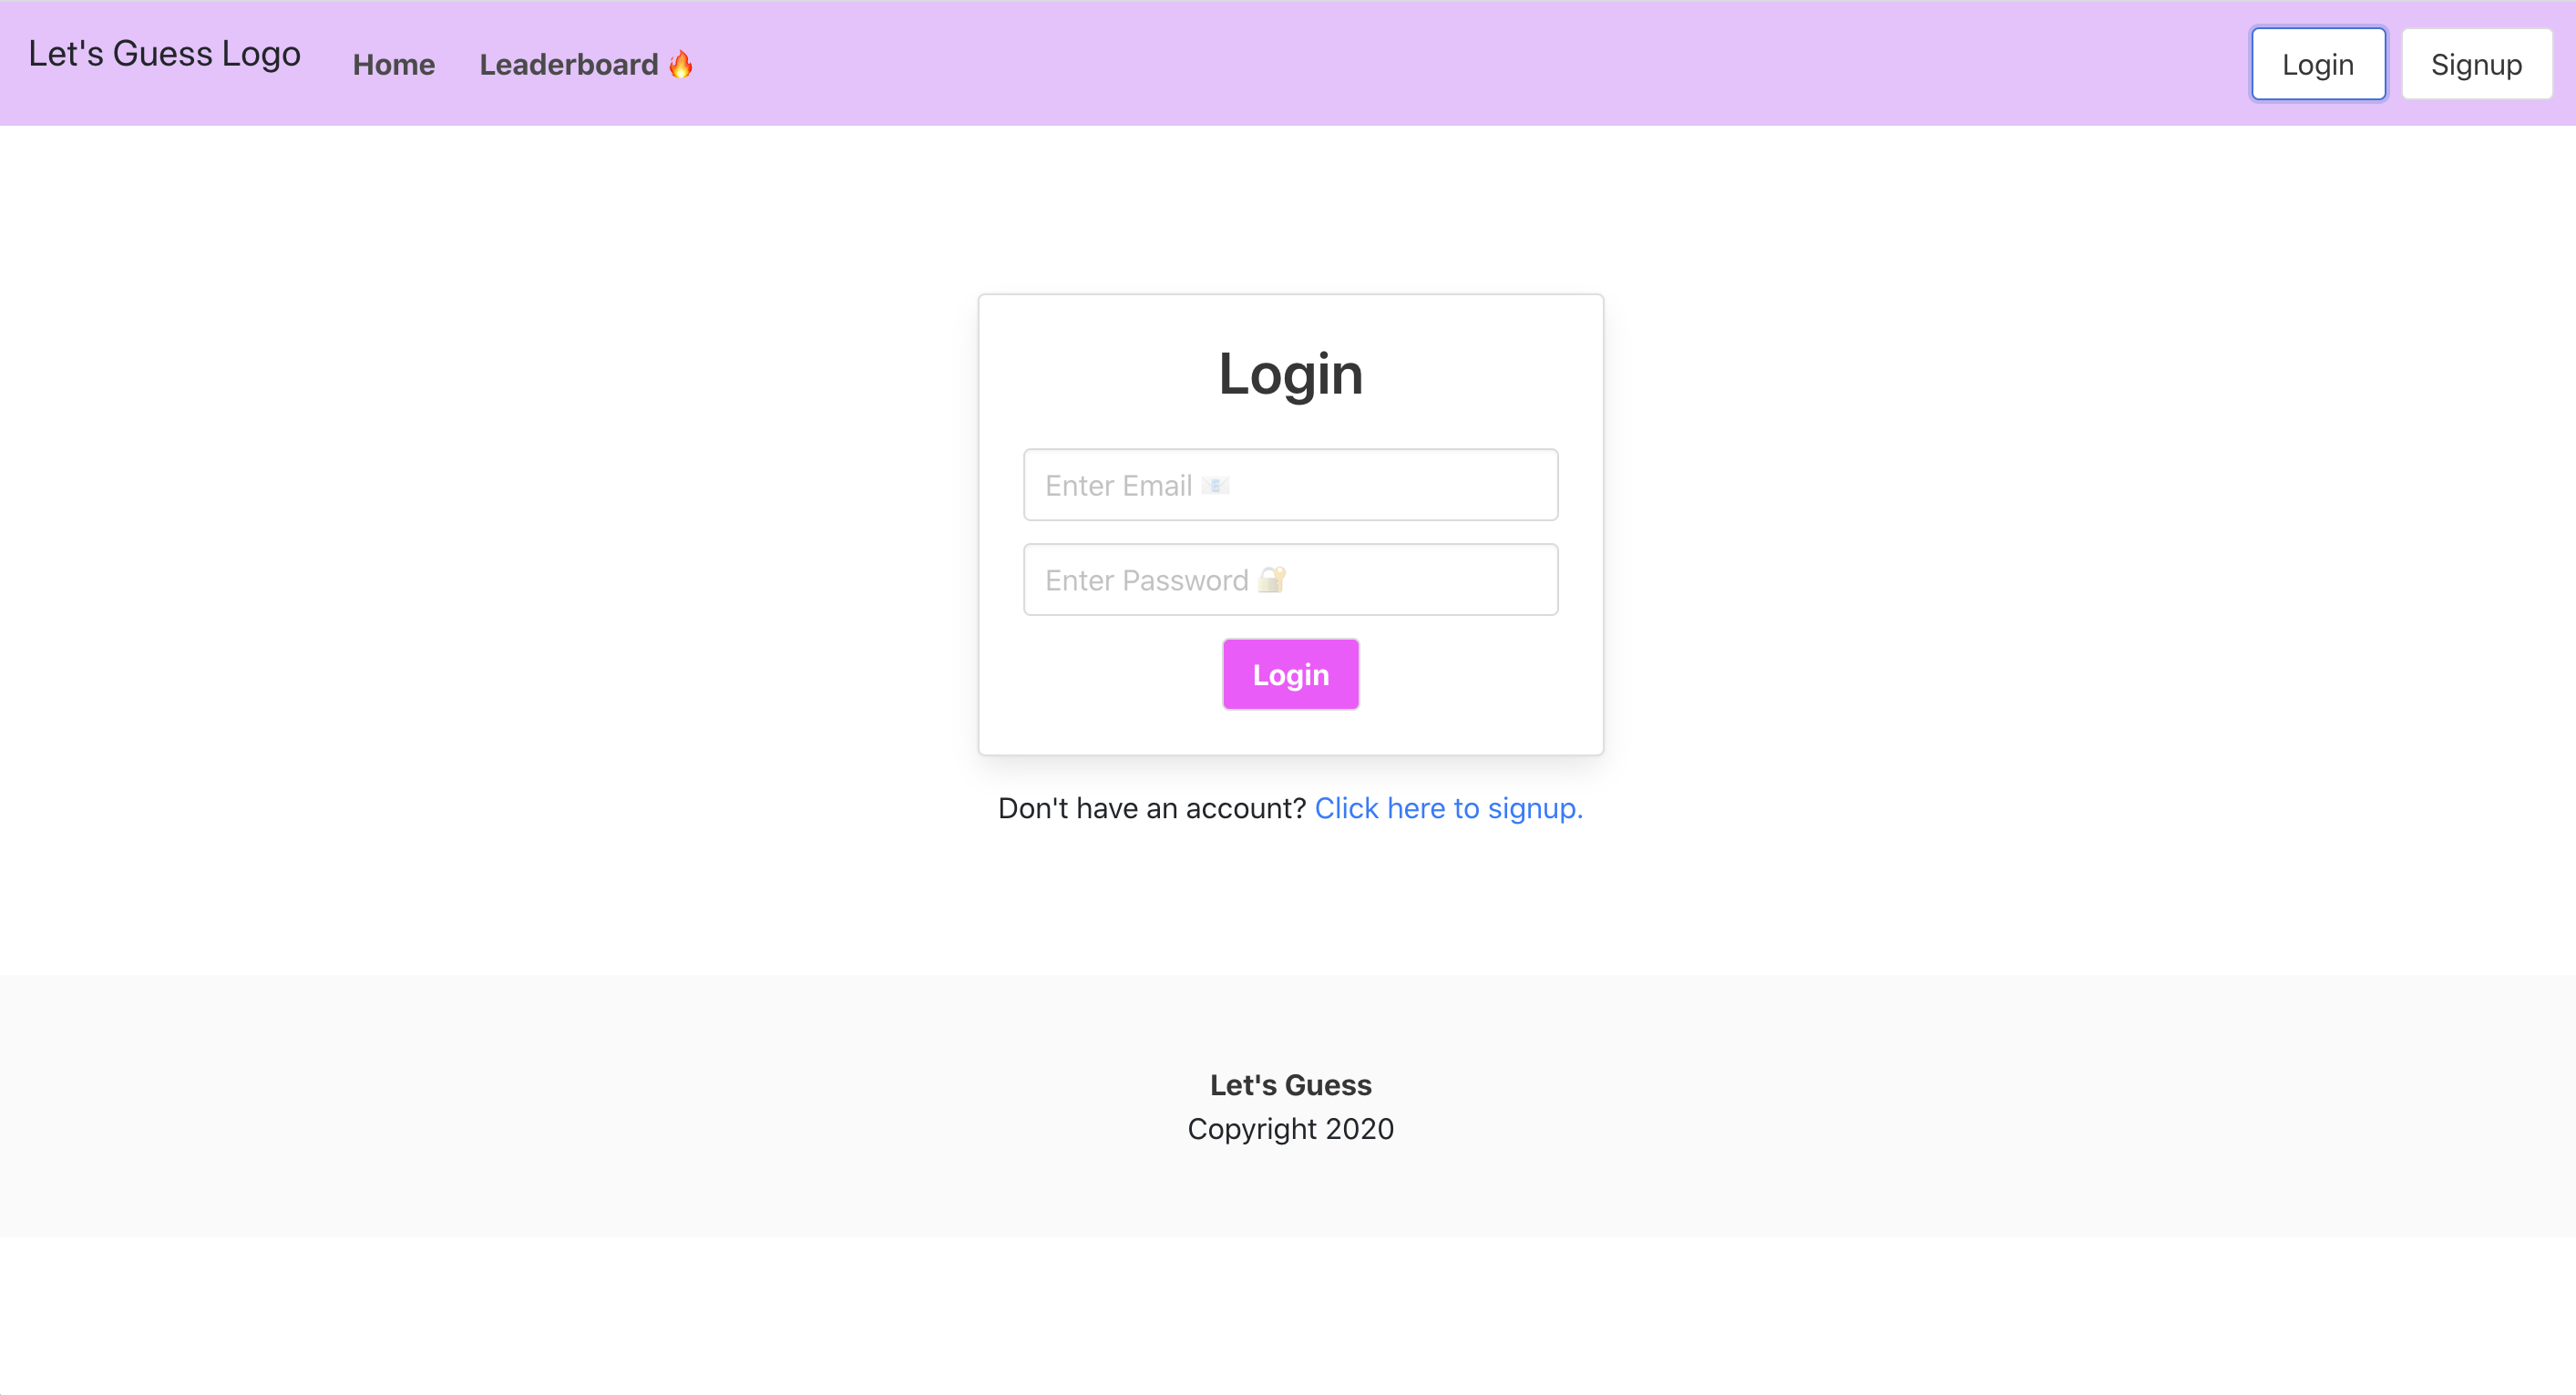 Let's Guess Logo Home Leaderboard 🔥 Login Signup
Login
Enter Email 📧
Enter Password 🔐
Login
Don't have an account? Click here to signup.
Let's Guess
Copyright 2020